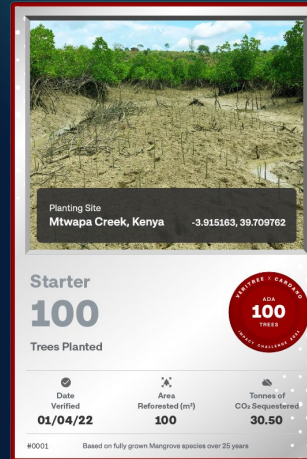 Planting Site
Mtwapa Creek, Kenya -3.915163, 39.709762
Starter
100
Trees Planted
VERITREE X CARDANO
ADA
100
TREES
IMPACT CHALLENGE 2021
Date
Verified
01/04/22
Area
Reforested (m²)
100
Tonnes of
CO₂ Sequestered
30.50
#0001 Based on fully grown Mangrove species over 25 years